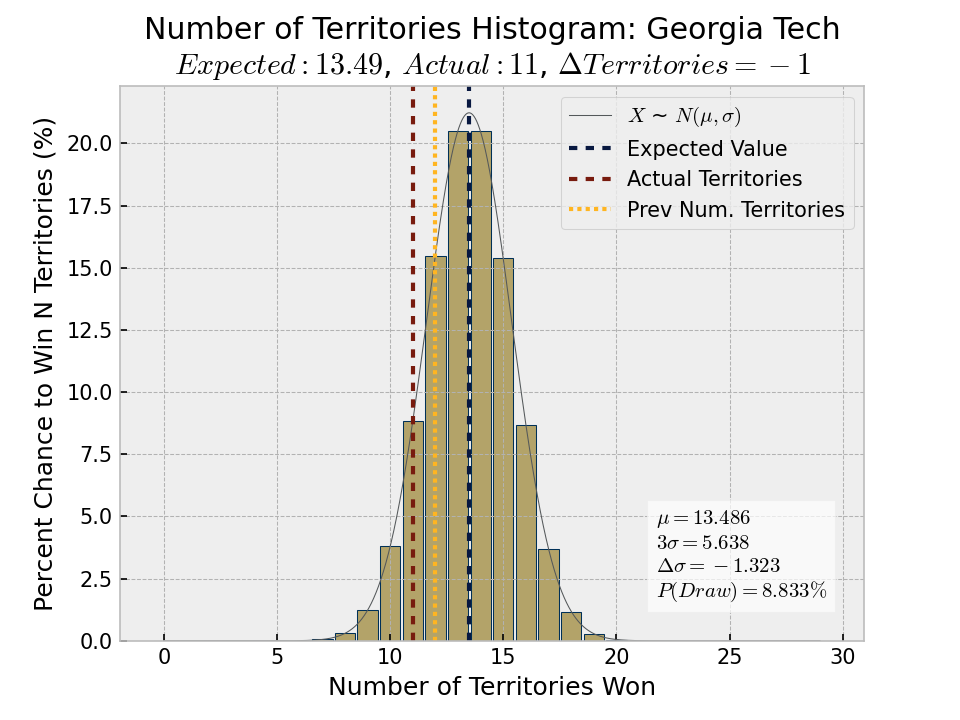 Number of Territories Histogram: Georgia Tech
Expected : 13.49, Actual : 11, ΔTerritories = −1
Percent Chance to Win N Territories (%)
20.0
17.5
15.0
12.5
10.0
7.5
5.0
2.5
0.0
X ~ N(μ, σ)
Expected Value
Actual Territories
Prev Num. Territories
μ = 13.486
3σ = 5.638
Δσ = −1.323
P(Draw) = 8.833%
0 5 10 15 20 25 30
Number of Territories Won